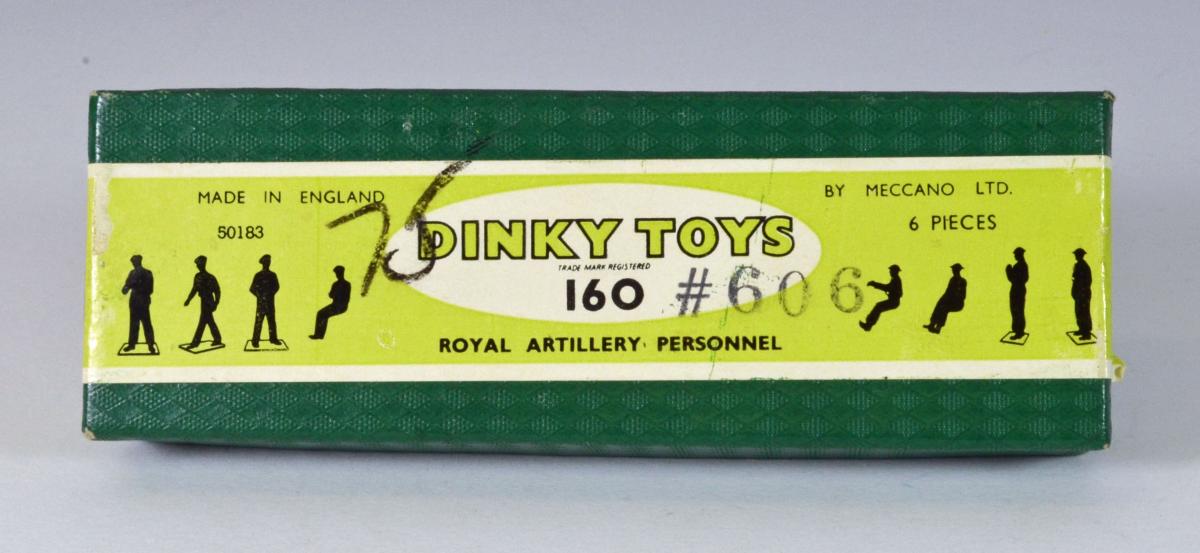 MADE IN ENGLAND
50183
75
DINKY TOYS
TRADE MARK REGISTERED
160
#606
ROYAL ARTILLERY PERSONNEL
BY MECCANO LTD.
6 PIECES